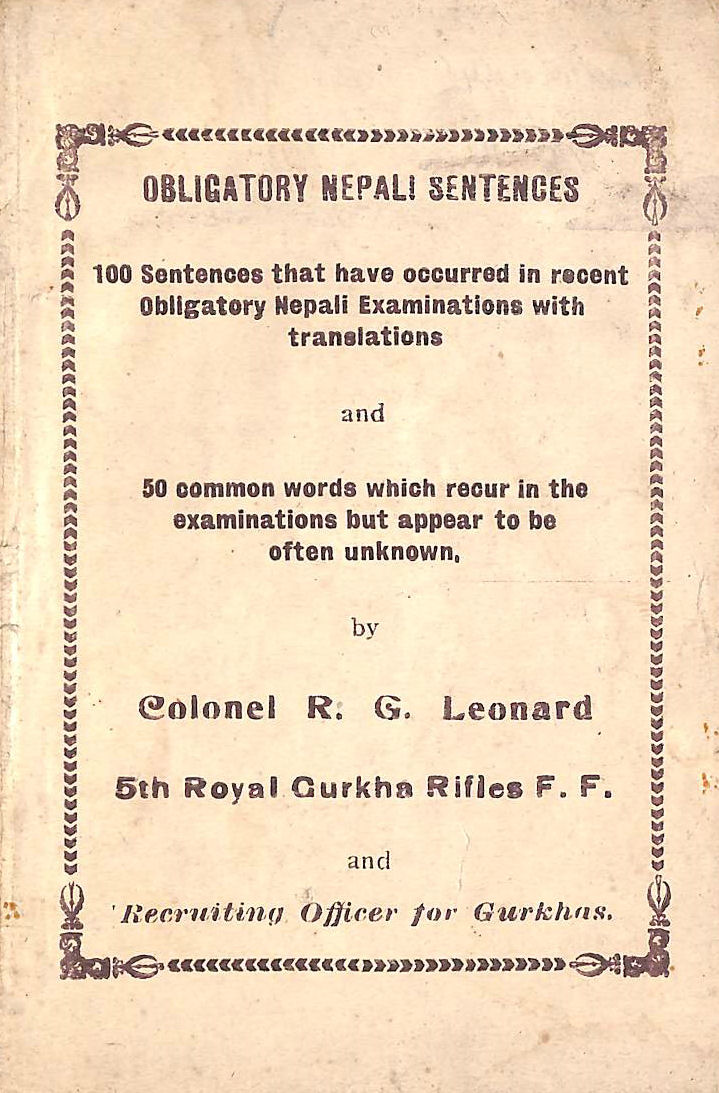 OBLIGATORY NEPALI SENTENCES
100 Sentences that have occurred in recent
Obligatory Nepali Examinations with
translations
and
50 common words which recur in the
examinations but appear to be
often unknown.
by
Colonel R. G. Leonard
5th Royal Gurkha Rifles F. F.
and
Recruiting Officer for Gurkhas.